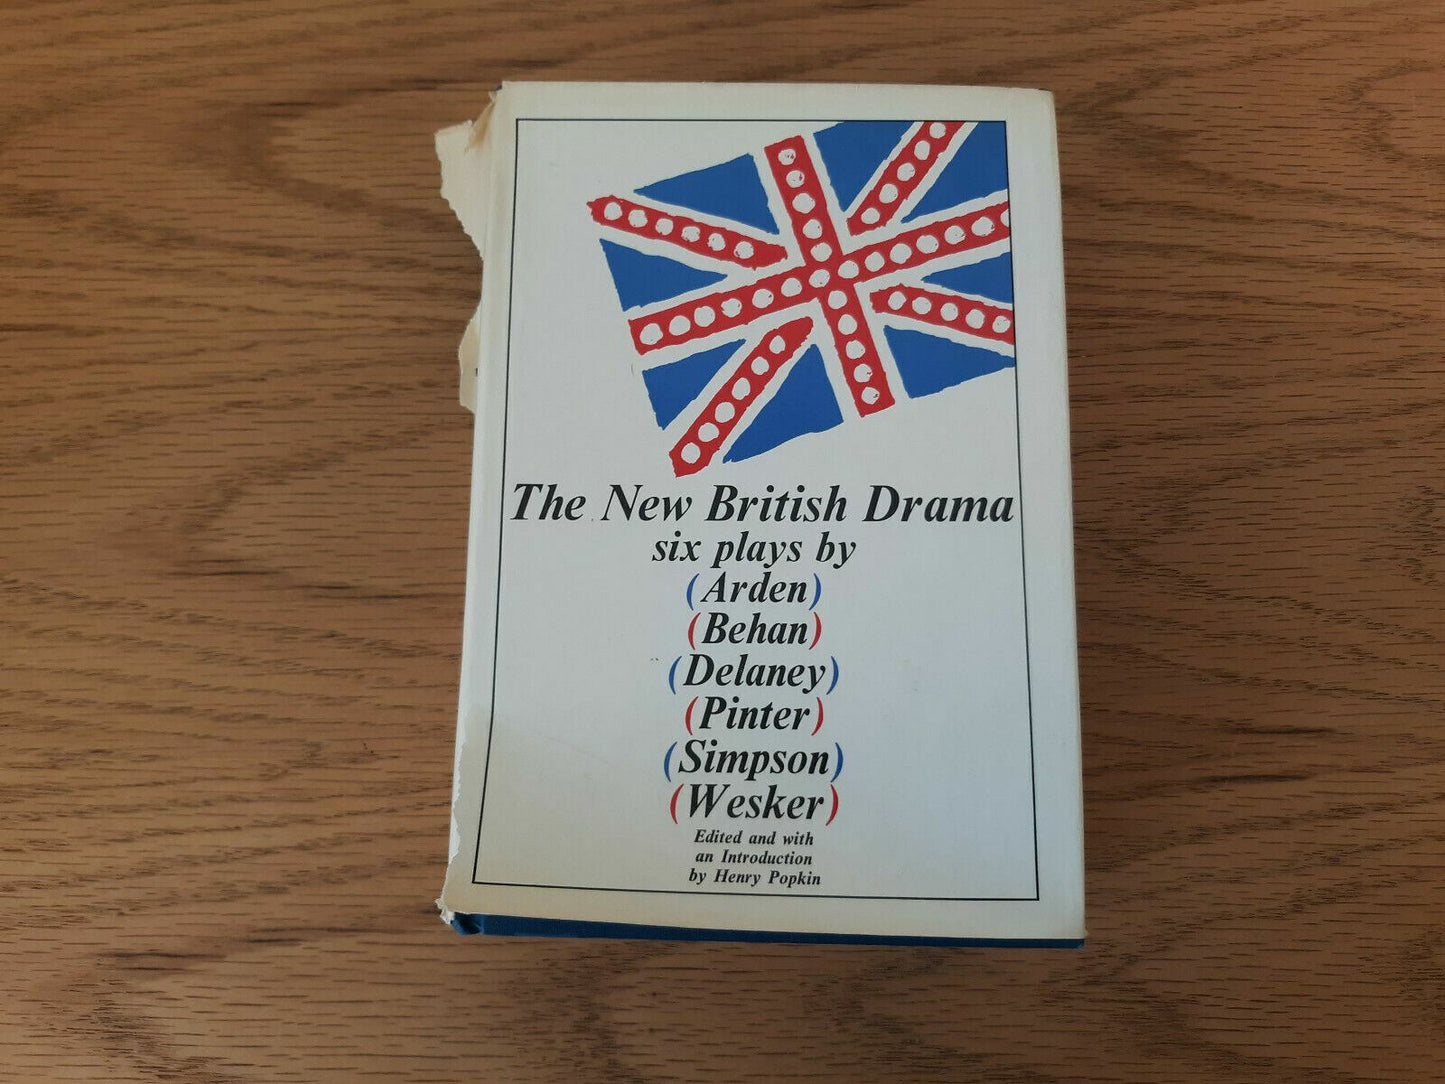 The New British Drama
six plays by
(Arden)
(Behan)
(Delaney)
(Pinter)
(Simpson)
(Wesker)
Edited and with
an Introduction
by Henry Popkin